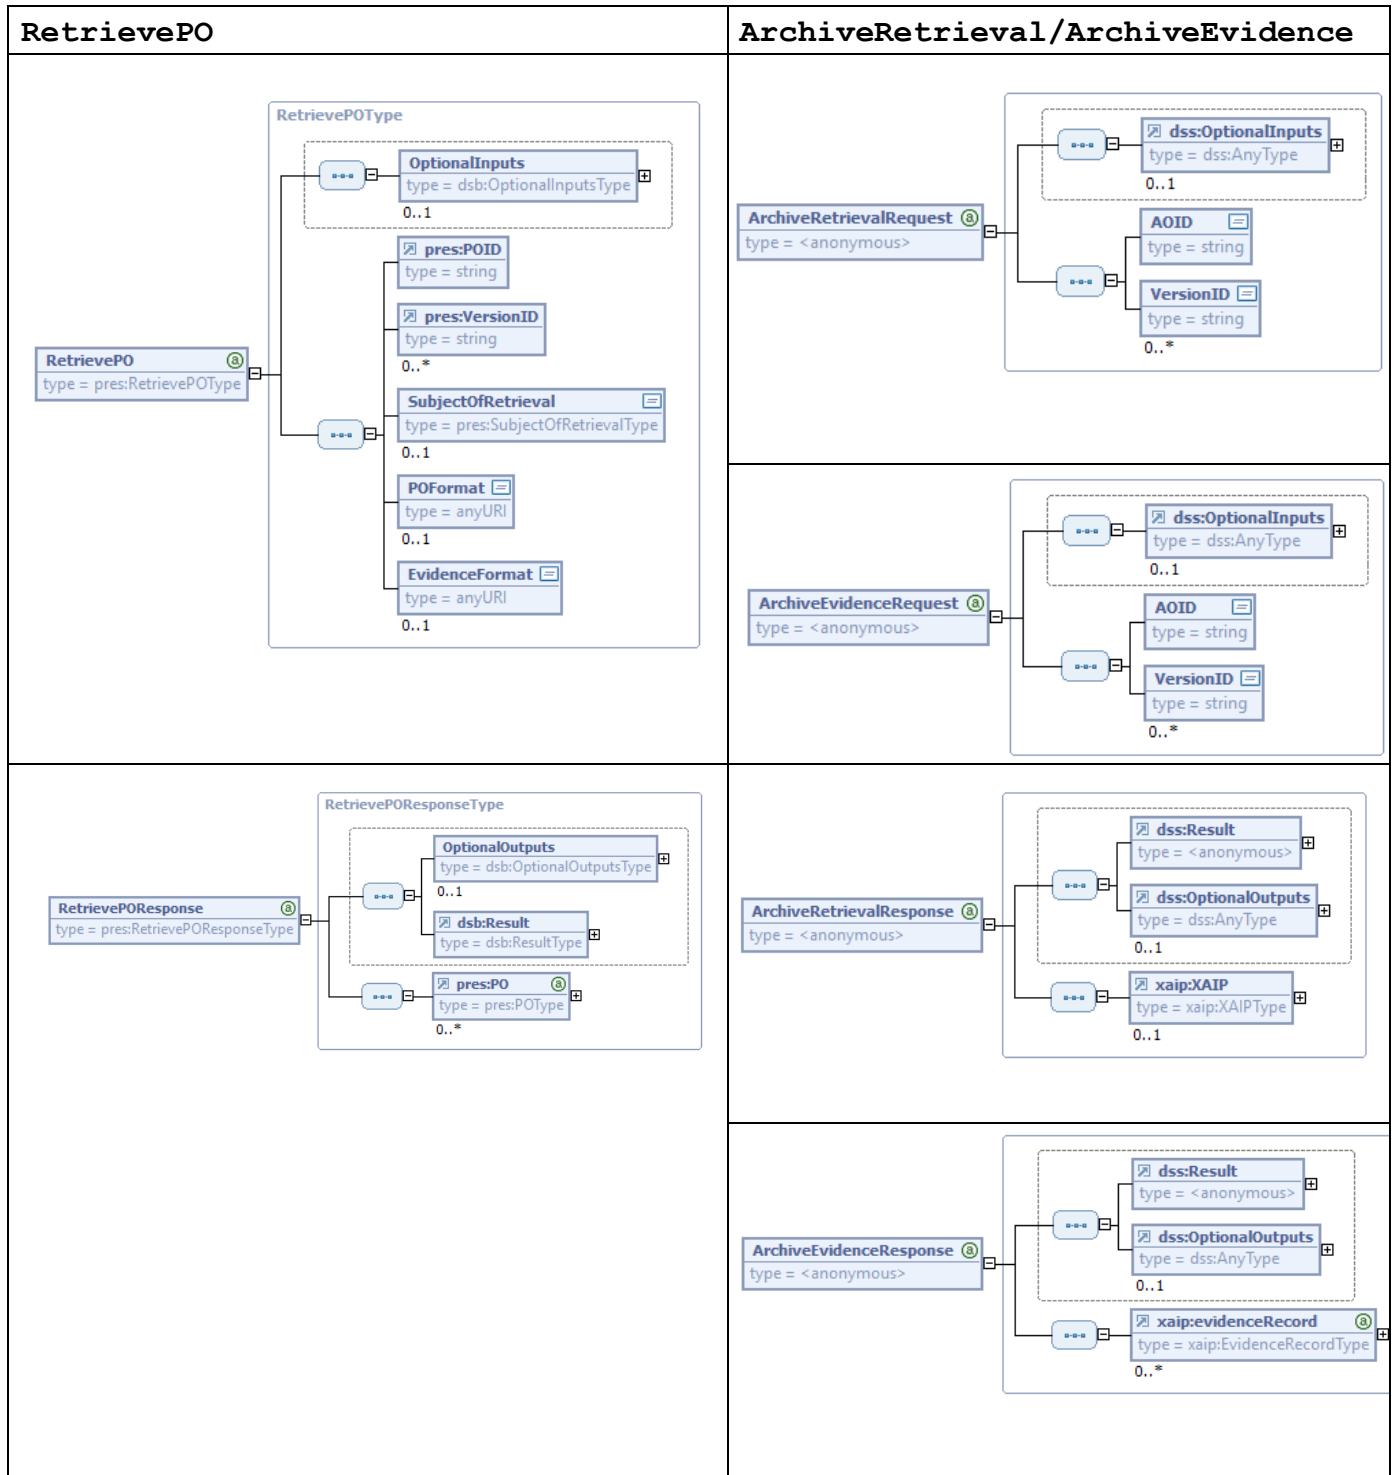 RetrievePO
ArchiveRetrieval/ArchiveEvidence
RetrievePOType
OptionalInputs
type = dsb:OptionalInputsType
0..1
pres:POID
type = string
pres:VersionID
type = string
0..*
RetrievePO
type = pres:RetrievePOType
SubjectOfRetrieval
type = pres:SubjectOfRetrievalType
0..1
POFormat
type = anyURI
0..1
EvidenceFormat
type = anyURI
0..1
dss:OptionalInputs
type = dss:AnyType
0..1
ArchiveRetrievalRequest
type = <anonymous>
AOID
type = string
VersionID
type = string
0..*
dss:OptionalInputs
type = dss:AnyType
0..1
ArchiveEvidenceRequest
type = <anonymous>
AOID
type = string
VersionID
type = string
0..*
RetrievePOResponseType
OptionalOutputs
type = dsb:OptionalOutputsType
0..1
RetrievePOResponse
type = pres:RetrievePOResponseType
dsb:Result
type = dsb:ResultType
pres:PO
type = pres:POType
0..*
dss:Result
type = <anonymous>
dss:OptionalOutputs
type = dss:AnyType
0..1
ArchiveRetrievalResponse
type = <anonymous>
xaip:XAIP
type = xaip:XAIPType
0..1
dss:Result
type = <anonymous>
dss:OptionalOutputs
type = dss:AnyType
0..1
ArchiveEvidenceResponse
type = <anonymous>
xaip:evidenceRecord
type = xaip:EvidenceRecordType
0..*